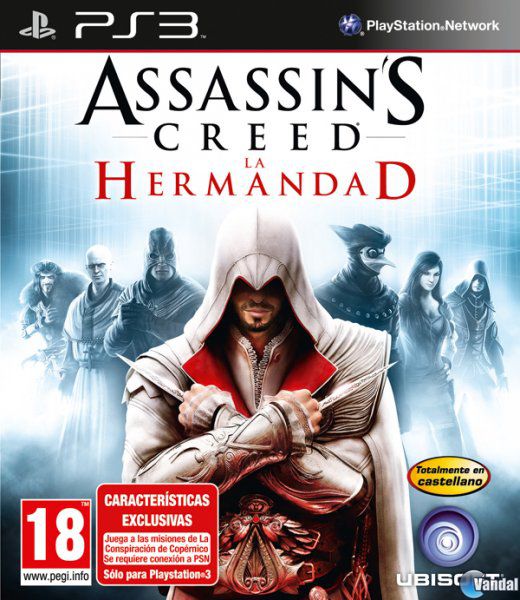 PS3
PlayStation®Network
ASSASSIN'S
CREED
LA
HERMANDAD
Totalmente en
castellano
18
www.pegi.info
CARACTERÍSTICAS
EXCLUSIVAS
Juega a las misiones de La
Conspiración de Copérnico
Se requiere conexión a PSN
Sólo para Playstation®3
UBISOFT
Vandal